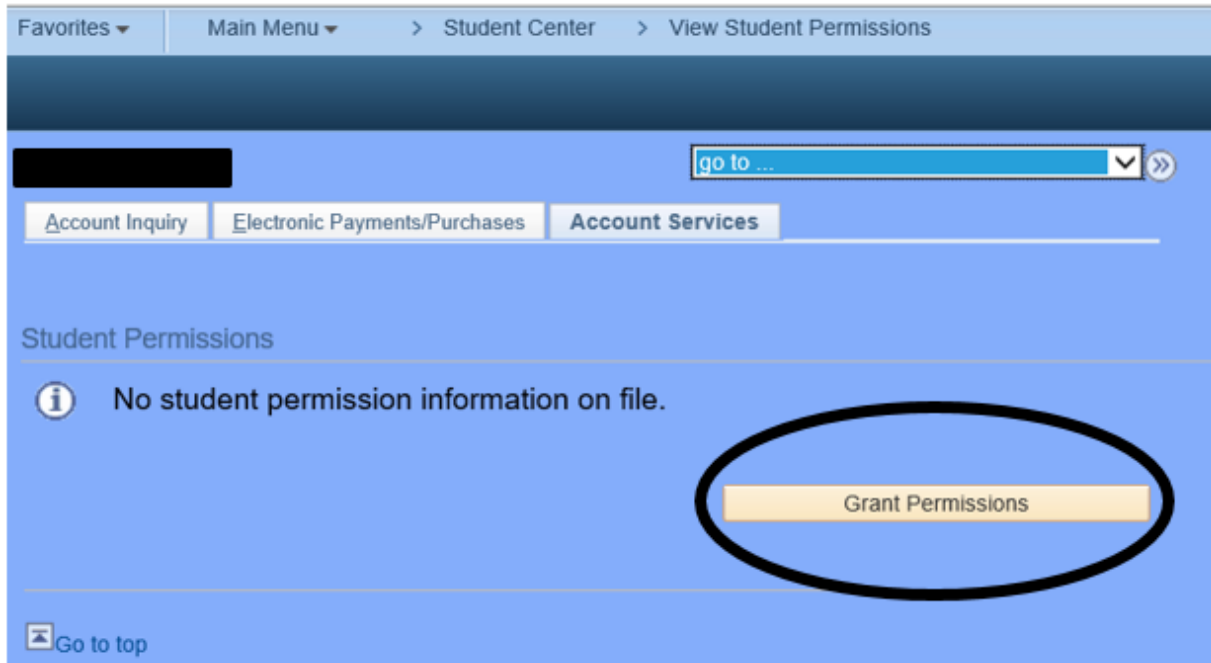 Favorites Main Menu > Student Center > View Student Permissions
go to ...
Account Inquiry Electronic Payments/Purchases Account Services
Student Permissions
No student permission information on file.
Grant Permissions
Go to top